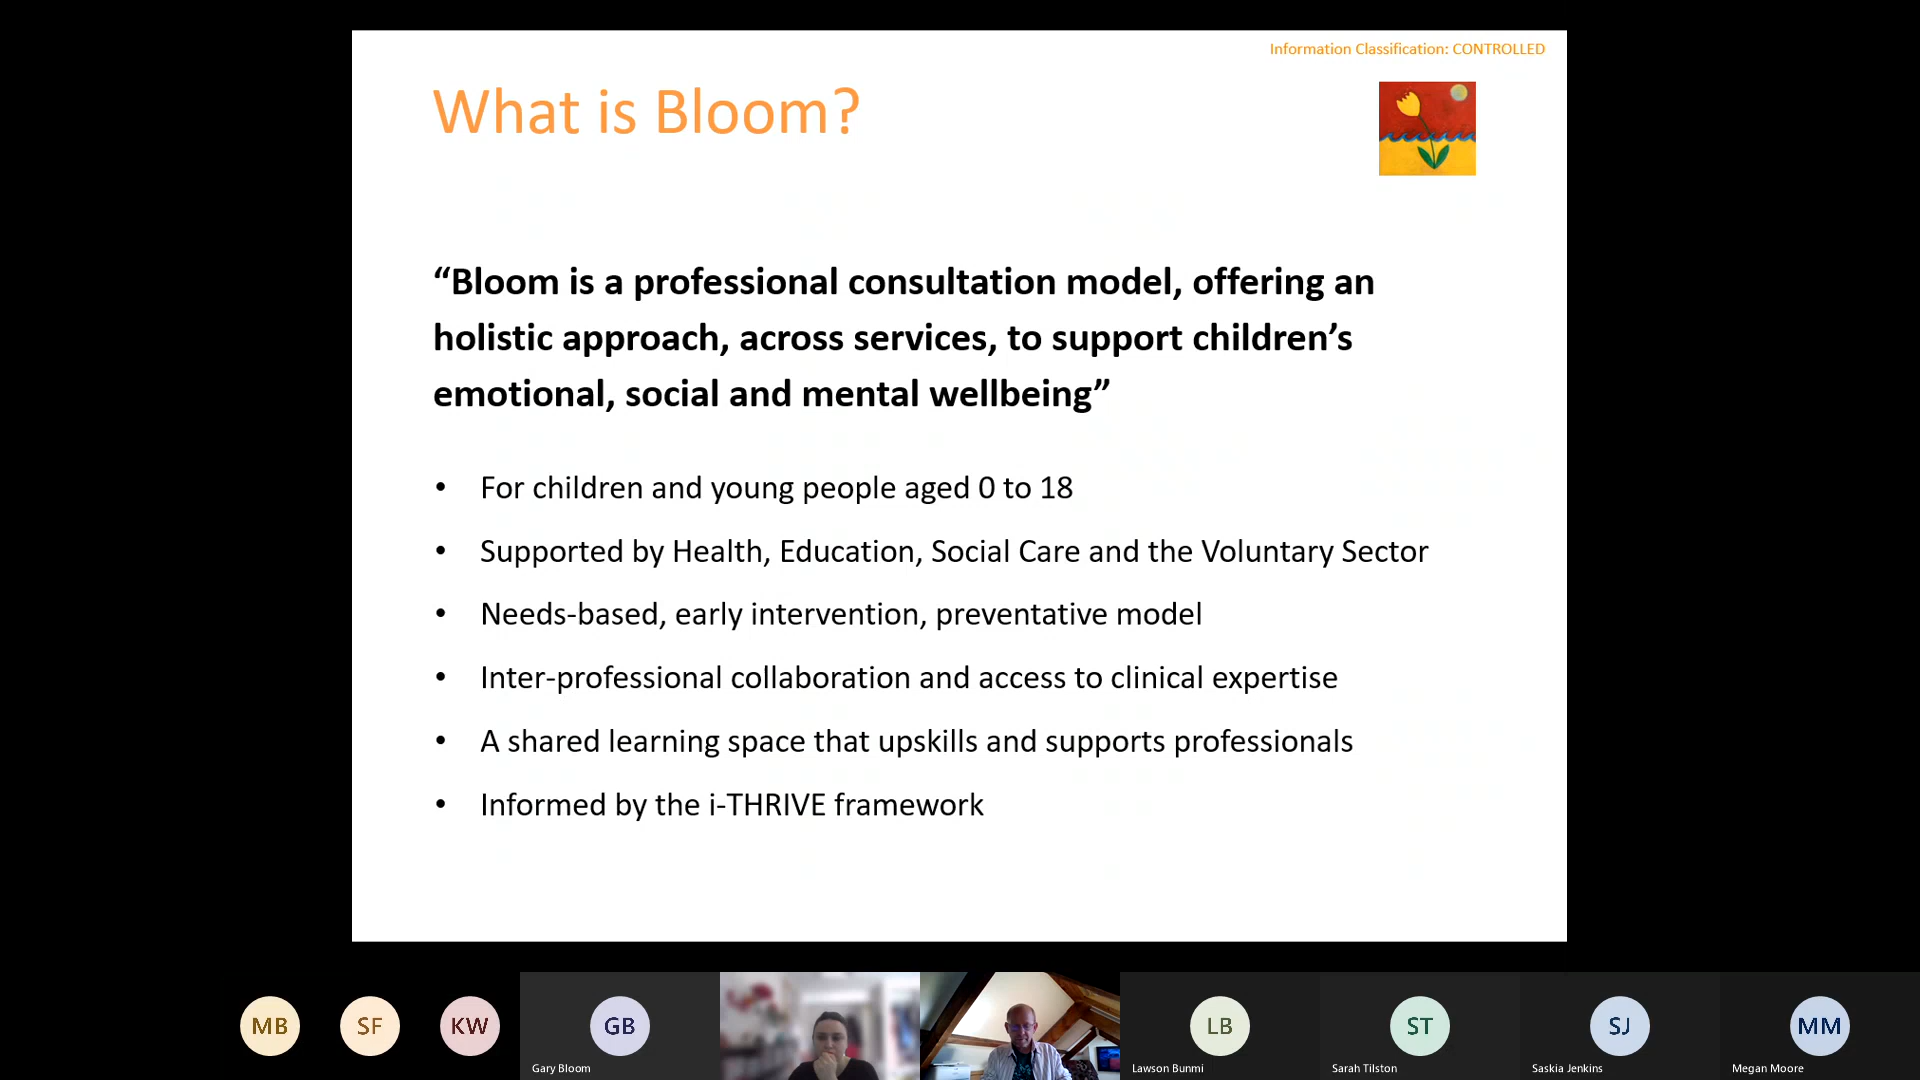 Information Classification: CONTROLLED
What is Bloom?
“Bloom is a professional consultation model, offering an
holistic approach, across services, to support children’s
emotional, social and mental wellbeing”
• For children and young people aged 0 to 18
• Supported by Health, Education, Social Care and the Voluntary Sector
• Needs-based, early intervention, preventative model
• Inter-professional collaboration and access to clinical expertise
• A shared learning space that upskills and supports professionals
• Informed by the i-THRIVE framework
MB SF KW GB LB ST SJ MM
Gary Bloom Lawson Bunmi Sarah Tilston Saskia Jenkins Megan Moore